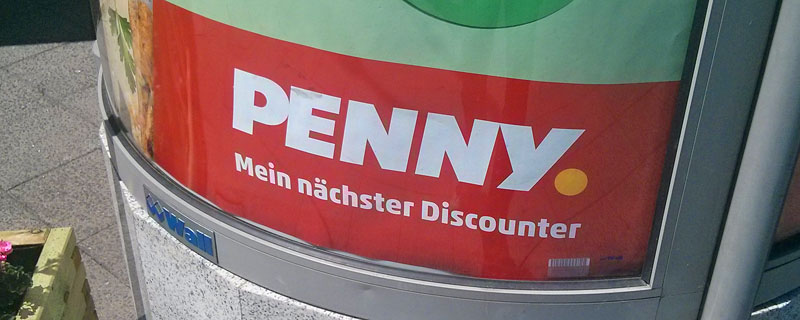 PENNY.
Mein nächster Discounter
Wall